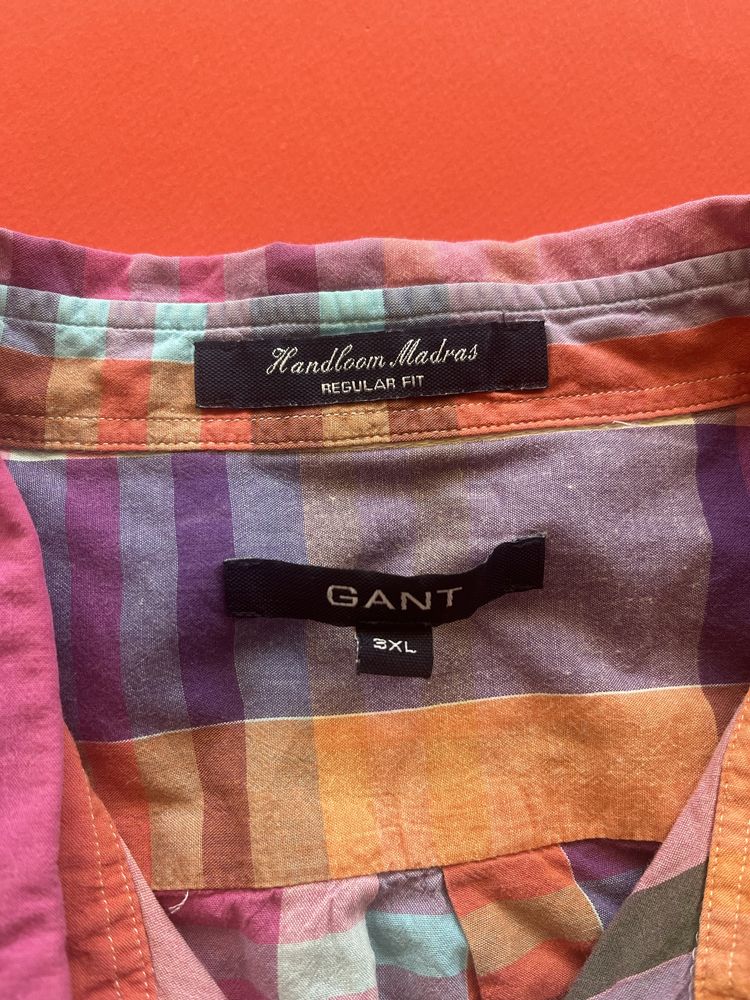 Handloom Madras
REGULAR FIT
GANT
3XL